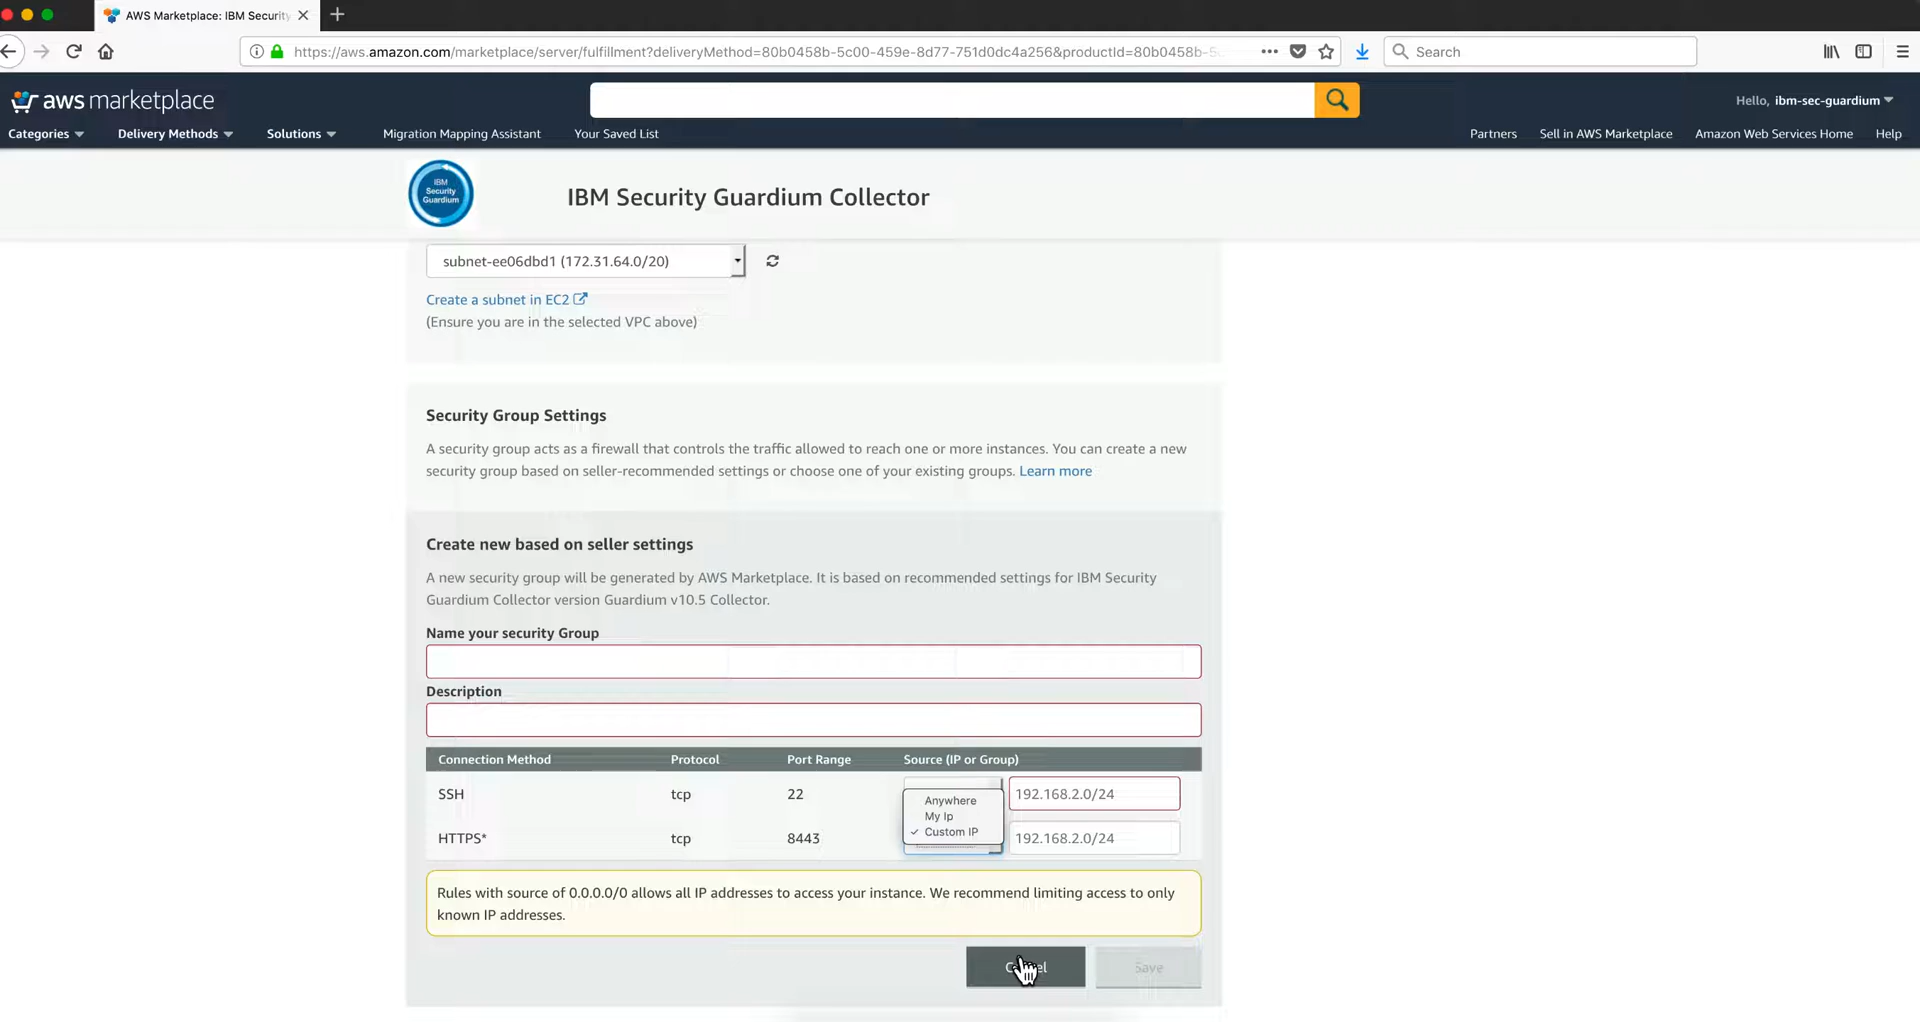 AWS Marketplace: IBM Security
https://aws.amazon.com/marketplace/server/fulfillment?deliveryMethod=80b0458b-5c00-459e-8d77-751d0dc4a256&productId=80b0458b-5c
Search
aws marketplace
Hello, ibm-sec-guardium
Categories
Delivery Methods
Solutions
Migration Mapping Assistant
Your Saved List
Partners
Sell in AWS Marketplace
Amazon Web Services Home
Help
IBM
Security
Guardium
IBM Security Guardium Collector
subnet-ee06dbd1 (172.31.64.0/20)
Create a subnet in EC2
(Ensure you are in the selected VPC above)
Security Group Settings
A security group acts as a firewall that controls the traffic allowed to reach one or more instances. You can create a new
security group based on seller-recommended settings or choose one of your existing groups. Learn more
Create new based on seller settings
A new security group will be generated by AWS Marketplace. It is based on recommended settings for IBM Security
Guardium Collector version Guardium v10.5 Collector.
Name your security Group
Description
Connection Method Protocol Port Range Source (IP or Group)
SSH tcp 22 192.168.2.0/24
Anywhere
My Ip
✓ Custom IP
HTTPS* tcp 8443 192.168.2.0/24
Rules with source of 0.0.0.0/0 allows all IP addresses to access your instance. We recommend limiting access to only
known IP addresses.
Save